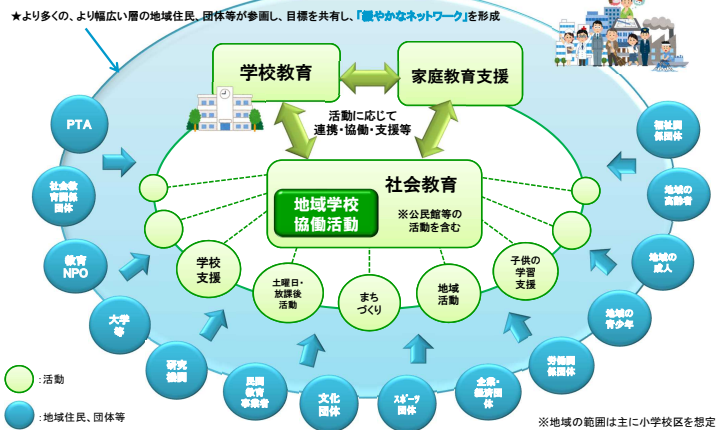 ★より多くの、より幅広い層の地域住民、団体等が参画し、目標を共有し、「緩やかなネットワーク」を形成
学校教育
家庭教育支援
活動に応じて
連携・協働・支援等
社会教育
地域学校
協働活動
※公民館等の
活動を含む
学校
支援
土曜日・
放課後
活動
まち
づくり
地域
活動
子供の
学習
支援
PTA
社会教
育関係
団体
教育
NPO
大学
等
研究
機関
民間
教育
事業者
文化
団体
スポーツ
団体
企業・
経済団
体
労働関
係団体
地域の
青少年
地域の
成人
地域の
高齢者
福祉関
係団体
:活動
:地域住民、団体等
※地域の範囲は主に小学校区を想定